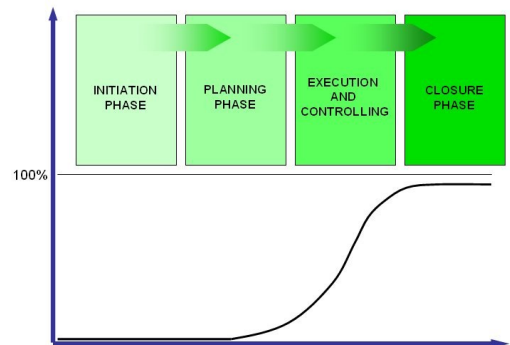 INITIATION
PHASE
PLANNING
PHASE
EXECUTION
AND
CONTROLLING
CLOSURE
PHASE
100%